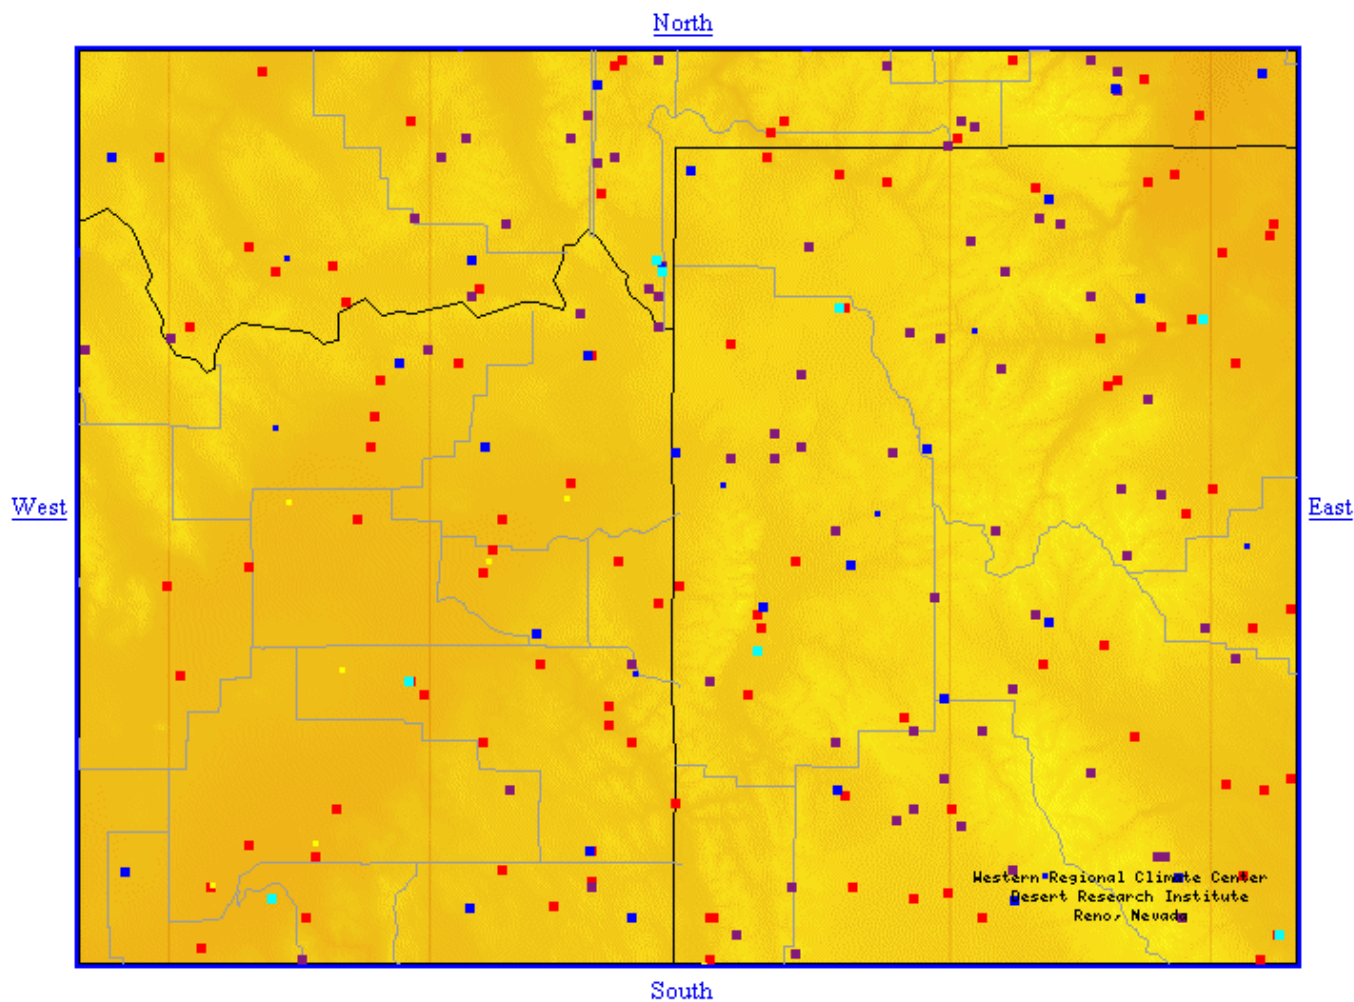 North
West
East
Western Regional Climate Center
Desert Research Institute
Reno, Nevada
South